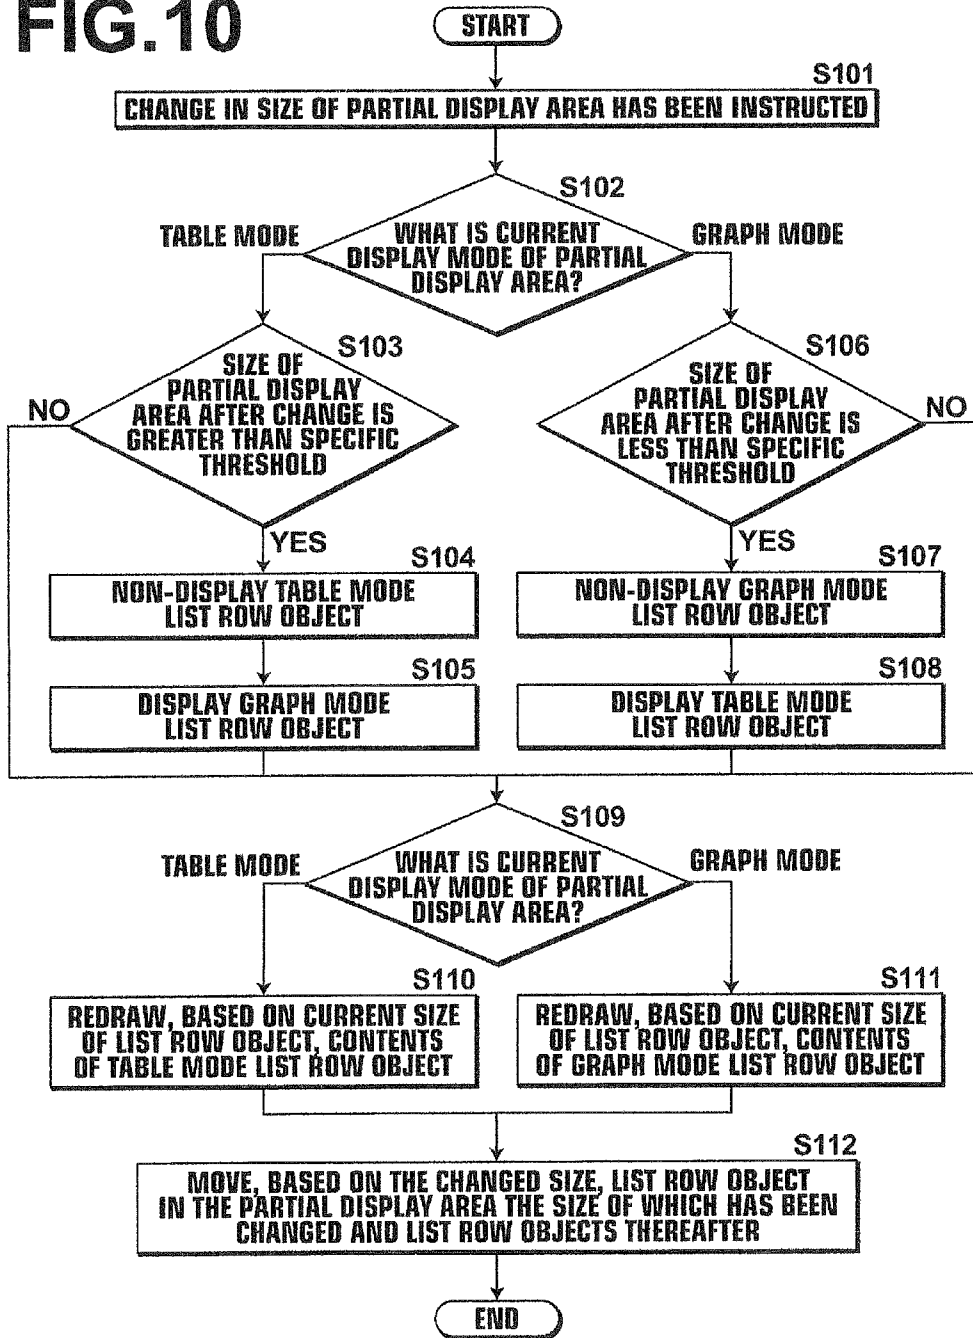 FIG.10
START
S101
CHANGE IN SIZE OF PARTIAL DISPLAY AREA HAS BEEN INSTRUCTED
S102
TABLE MODE
GRAPH MODE
WHAT IS CURRENT
DISPLAY MODE OF PARTIAL
DISPLAY AREA?
S103
NO
SIZE OF
PARTIAL DISPLAY
AREA AFTER CHANGE IS
GREATER THAN SPECIFIC
THRESHOLD
YES
S106
SIZE OF
PARTIAL DISPLAY
AREA AFTER CHANGE IS
LESS THAN SPECIFIC
THRESHOLD
NO
YES
S104
NON-DISPLAY TABLE MODE
LIST ROW OBJECT
S107
NON-DISPLAY GRAPH MODE
LIST ROW OBJECT
S105
DISPLAY GRAPH MODE
LIST ROW OBJECT
S108
DISPLAY TABLE MODE
LIST ROW OBJECT
S109
TABLE MODE
GRAPH MODE
WHAT IS CURRENT
DISPLAY MODE OF PARTIAL
DISPLAY AREA?
S110
REDRAW, BASED ON CURRENT SIZE
OF LIST ROW OBJECT, CONTENTS
OF TABLE MODE LIST ROW OBJECT
S111
REDRAW, BASED ON CURRENT SIZE
OF LIST ROW OBJECT, CONTENTS
OF GRAPH MODE LIST ROW OBJECT
S112
MOVE, BASED ON THE CHANGED SIZE, LIST ROW OBJECT
IN THE PARTIAL DISPLAY AREA THE SIZE OF WHICH HAS BEEN
CHANGED AND LIST ROW OBJECTS THEREAFTER
END